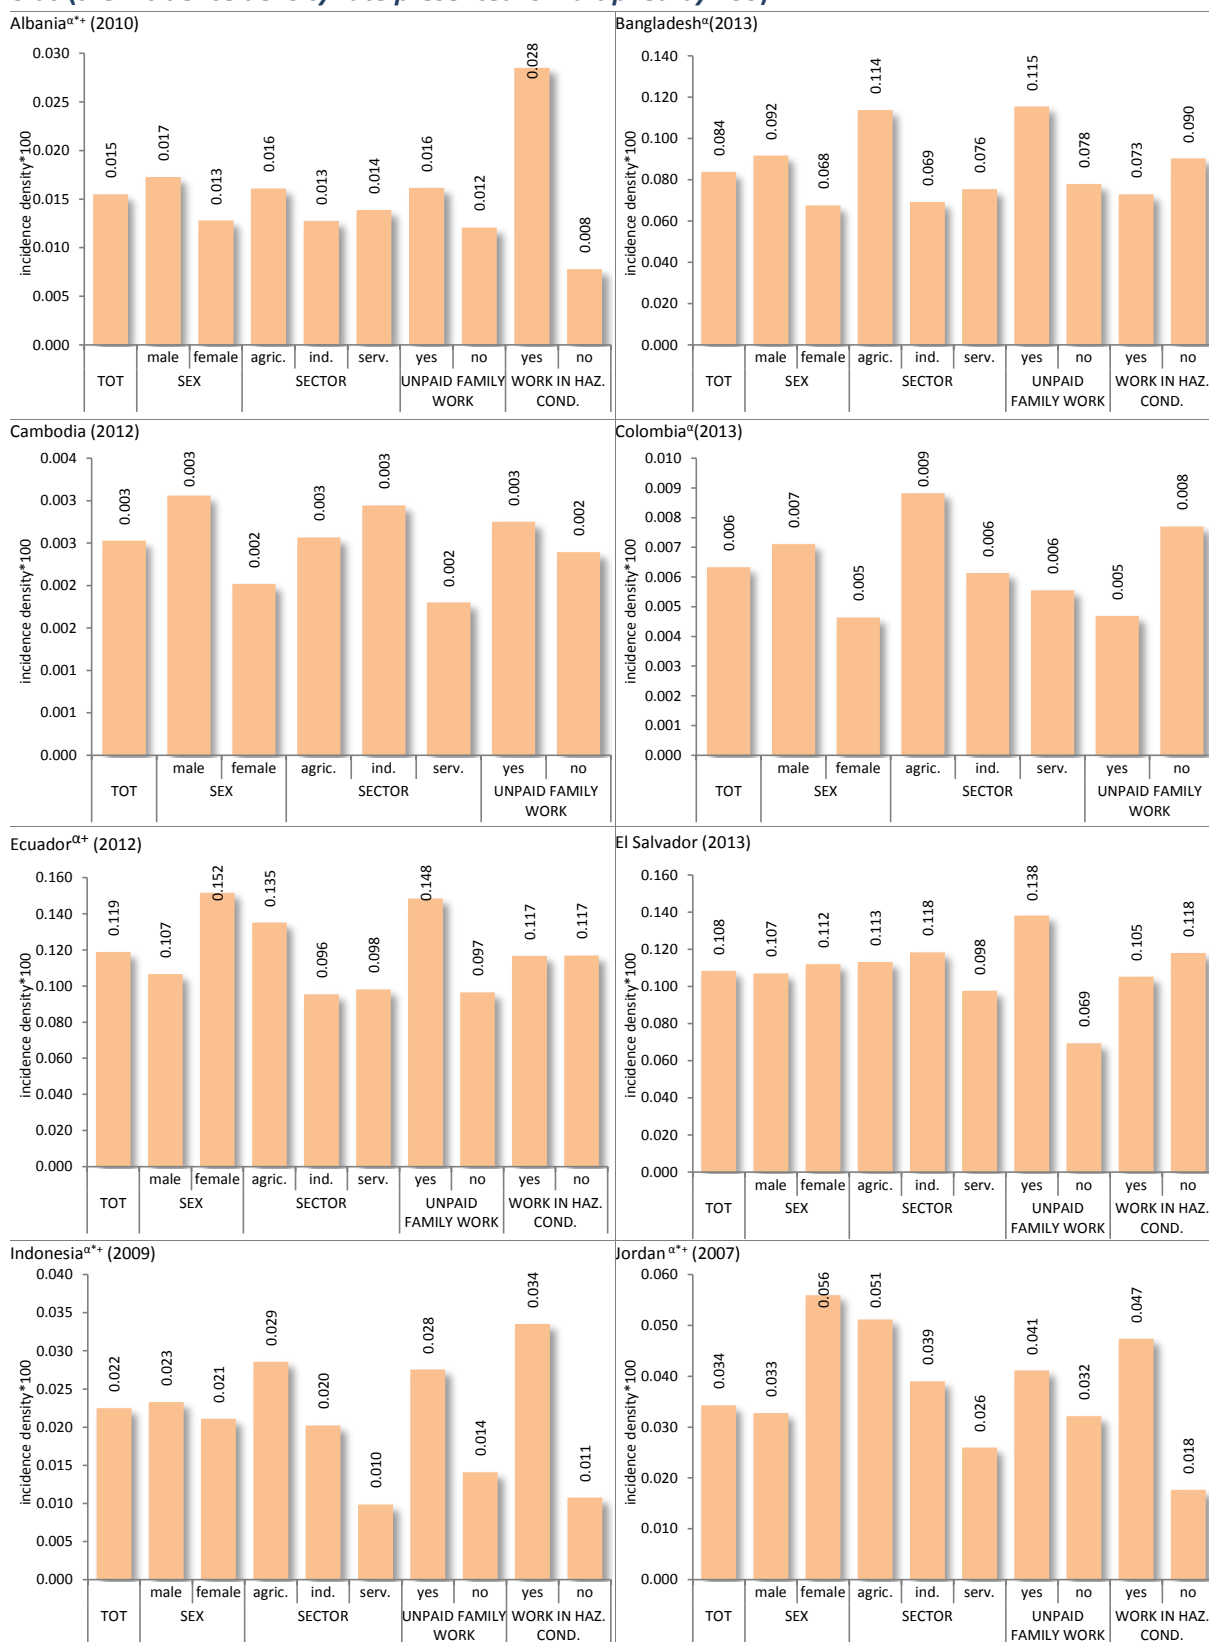 Albaniaα*+ (2010)
incidence density*100
0.030
0.025
0.020
0.015
0.010
0.005
0.000
0.015 0.017 0.013 0.016 0.013 0.014 0.016 0.012 0.028 0.008
male female agric. ind. serv. yes no yes no
TOT SEX SECTOR UNPAID FAMILY WORK IN HAZ.
WORK COND.
Bangladeshα(2013)
incidence density*100
0.140
0.120
0.100
0.080
0.060
0.040
0.020
0.000
0.084 0.092 0.068 0.114 0.069 0.076 0.115 0.078 0.073 0.090
male female agric. ind. serv. yes no yes no
TOT SEX SECTOR UNPAID WORK IN HAZ.
FAMILY WORK COND.
Cambodia (2012)
incidence density*100
0.004
0.003
0.003
0.002
0.002
0.001
0.001
0.000
0.003 0.003 0.002 0.003 0.003 0.002 0.003 0.002
male female agric. ind. serv. yes no
TOT SEX SECTOR UNPAID FAMILY
WORK
Colombiaα(2013)
incidence density*100
0.010
0.009
0.008
0.007
0.006
0.005
0.004
0.003
0.002
0.001
0.000
0.006 0.007 0.005 0.009 0.006 0.006 0.005 0.008
male female agric. ind. serv. yes no
TOT SEX SECTOR UNPAID FAMILY
WORK
Ecuadorα+ (2012)
incidence density*100
0.160
0.140
0.120
0.100
0.080
0.060
0.040
0.020
0.000
0.119 0.107 0.152 0.135 0.096 0.098 0.148 0.097 0.117 0.117
male female agric. ind. serv. yes no yes no
TOT SEX SECTOR UNPAID WORK IN HAZ.
FAMILY WORK COND.
El Salvador (2013)
incidence density*100
0.160
0.140
0.120
0.100
0.080
0.060
0.040
0.020
0.000
0.108 0.107 0.112 0.113 0.118 0.098 0.138 0.069 0.105 0.118
male female agric. ind. serv. yes no yes no
TOT SEX SECTOR UNPAID WORK IN HAZ.
FAMILY WORK COND.
Indonesiaα*+ (2009)
incidence density*100
0.040
0.035
0.030
0.025
0.020
0.015
0.010
0.005
0.000
0.022 0.023 0.021 0.029 0.020 0.010 0.028 0.014 0.034 0.011
male female agric. ind. serv. yes no yes no
TOT SEX SECTOR UNPAID FAMILY WORK IN HAZ.
WORK COND.
Jordan α*+ (2007)
incidence density*100
0.060
0.050
0.040
0.030
0.020
0.010
0.000
0.034 0.033 0.056 0.051 0.039 0.026 0.041 0.032 0.047 0.018
male female agric. ind. serv. yes no yes no
TOT SEX SECTOR UNPAID WORK IN HAZ.
FAMILY WORK COND.